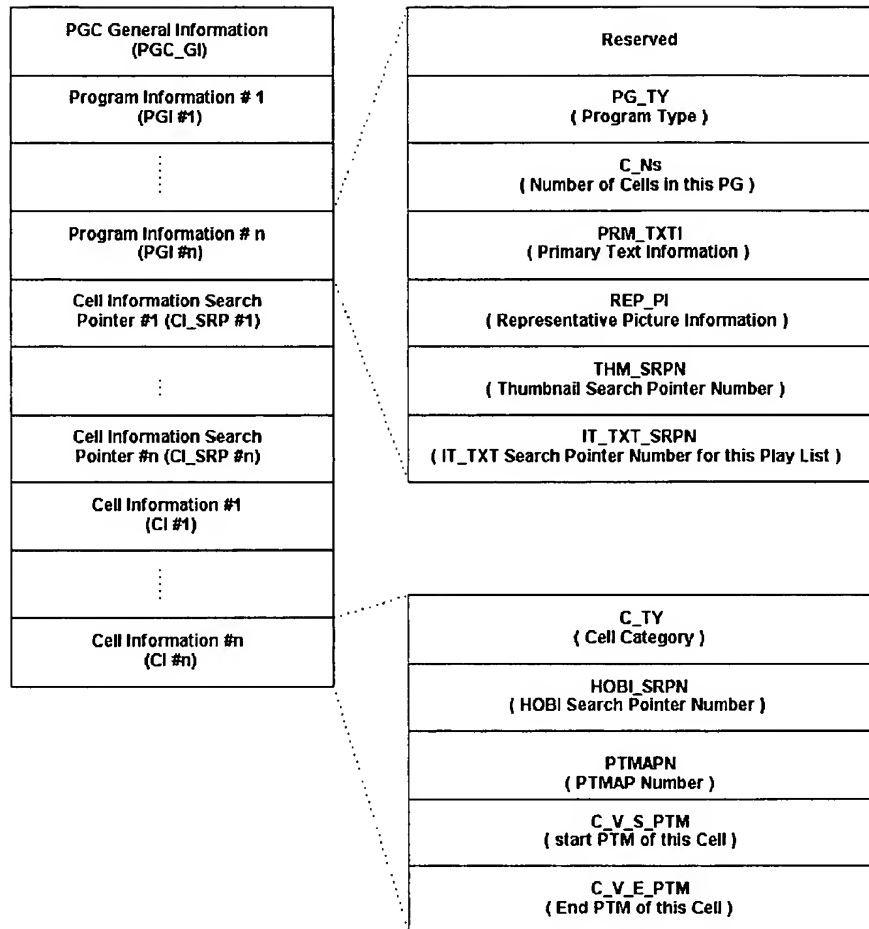 PGC General Information
(PGC_GI)
Program Information # 1
(PGI #1)
Program Information # n
(PGI #n)
Cell Information Search
Pointer #1 (CI_SRP #1)
Cell Information Search
Pointer #n (CI_SRP #n)
Cell Information #1
(CI #1)
Cell Information #n
(CI #n)
Reserved
PG_TY
( Program Type )
C_Ns
( Number of Cells in this PG )
PRM_TXTI
( Primary Text Information )
REP_PI
( Representative Picture Information )
THM_SRPN
( Thumbnail Search Pointer Number )
IT_TXT_SRPN
( IT_TXT Search Pointer Number for this Play List )
C_TY
( Cell Category )
HOBI_SRPN
( HOBI Search Pointer Number )
PTMAPN
( PTMAP Number )
C_V_S_PTM
( start PTM of this Cell )
C_V_E_PTM
( End PTM of this Cell )